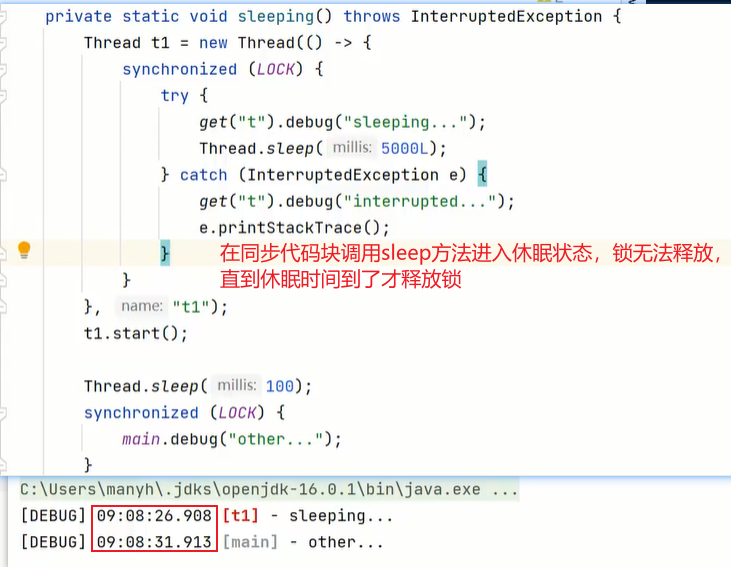 private static void sleeping() throws InterruptedException {
Thread t1 = new Thread(() -> {
synchronized (LOCK) {
try {
get("t").debug("sleeping...");
Thread.sleep( millis: 5000L);
} catch (InterruptedException e) {
get("t").debug("interrupted...");
e.printStackTrace();
} 在同步代码块调用sleep方法进入休眠状态，锁无法释放，
} 直到休眠时间到了才释放锁
}, name: "t1");
t1.start();
Thread.sleep( millis: 100);
synchronized (LOCK) {
main.debug("other...");
}
C:\Users\manyh\.jdks\openjdk-16.0.1\bin\java.exe ...
[DEBUG] 09:08:26.908 [t1] - sleeping...
[DEBUG] 09:08:31.913 [main] - other...